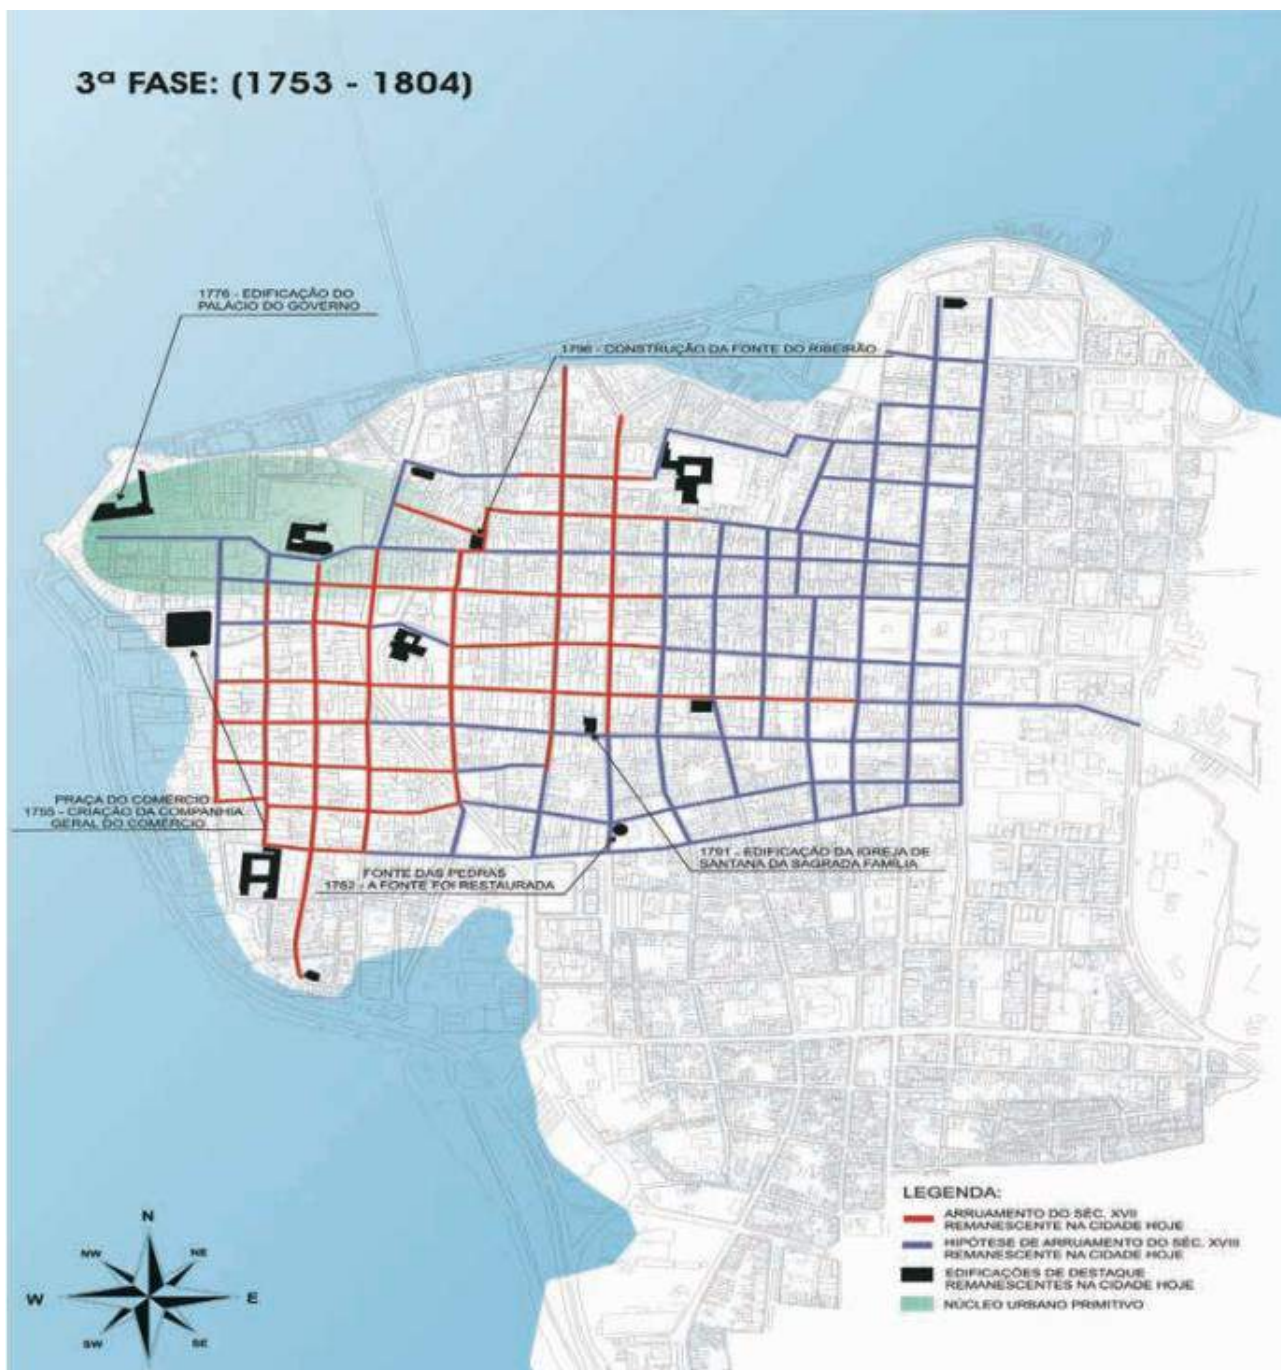 3ª FASE: (1753 - 1804)
1776 - EDIFICAÇÃO DO
PALÁCIO DO GOVERNO
1796 - CONSTRUÇÃO DA FONTE DO RIBEIRÃO
PRAÇA DO COMÉRCIO
1755 - CRIAÇÃO DA COMPANHIA
GERAL DO COMÉRCIO
FONTE DAS PEDRAS
1762 - A FONTE FOI RESTAURADA
1791 - EDIFICAÇÃO DA IGREJA DE
SANTANA DA SAGRADA FAMÍLIA
LEGENDA:
ARRUAMENTO DO SÉC. XVII
REMANESCENTE NA CIDADE HOJE
HIPÓTESE DE ARRUAMENTO DO SÉC. XVIII
REMANESCENTE NA CIDADE HOJE
EDIFICAÇÕES DE DESTAQUE
REMANESCENTES NA CIDADE HOJE
NÚCLEO URBANO PRIMITIVO
N
NW
NE
W
E
SW
SE